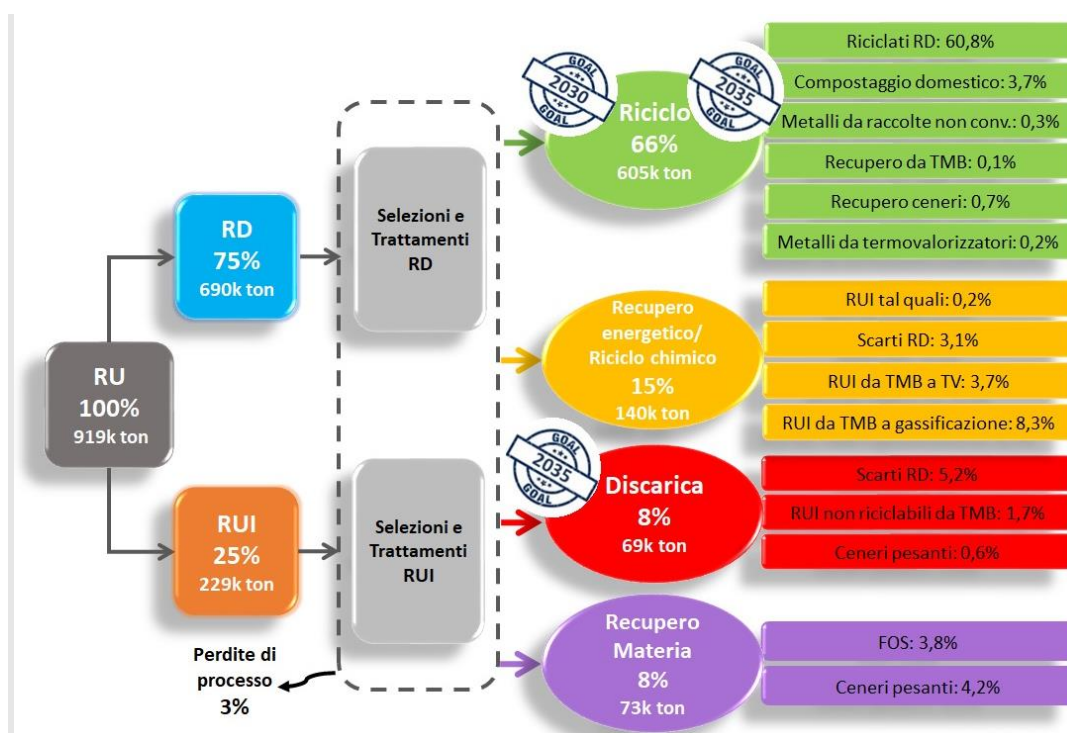 RU
100%
919k ton
RD
75%
690k ton
RUI
25%
229k ton
Perdite di
processo
3%
Selezioni e
Trattamenti
RD
Selezioni e
Trattamenti
RUI
GOAL
2030
GOAL
GOAL
2035
GOAL
Riciclo
66%
605k ton
Riciclati RD: 60,8%
Compostaggio domestico: 3,7%
Metalli da raccolte non conv.: 0,3%
Recupero da TMB: 0,1%
Recupero ceneri: 0,7%
Metalli da termovalorizzatori: 0,2%
Recupero
energetico/
Riciclo chimico
15%
140k ton
RUI tal quali: 0,2%
Scarti RD: 3,1%
RUI da TMB a TV: 3,7%
RUI da TMB a gassificazione: 8,3%
GOAL
2035
GOAL
Discarica
8%
69k ton
Scarti RD: 5,2%
RUI non riciclabili da TMB: 1,7%
Ceneri pesanti: 0,6%
Recupero
Materia
8%
73k ton
FOS: 3,8%
Ceneri pesanti: 4,2%